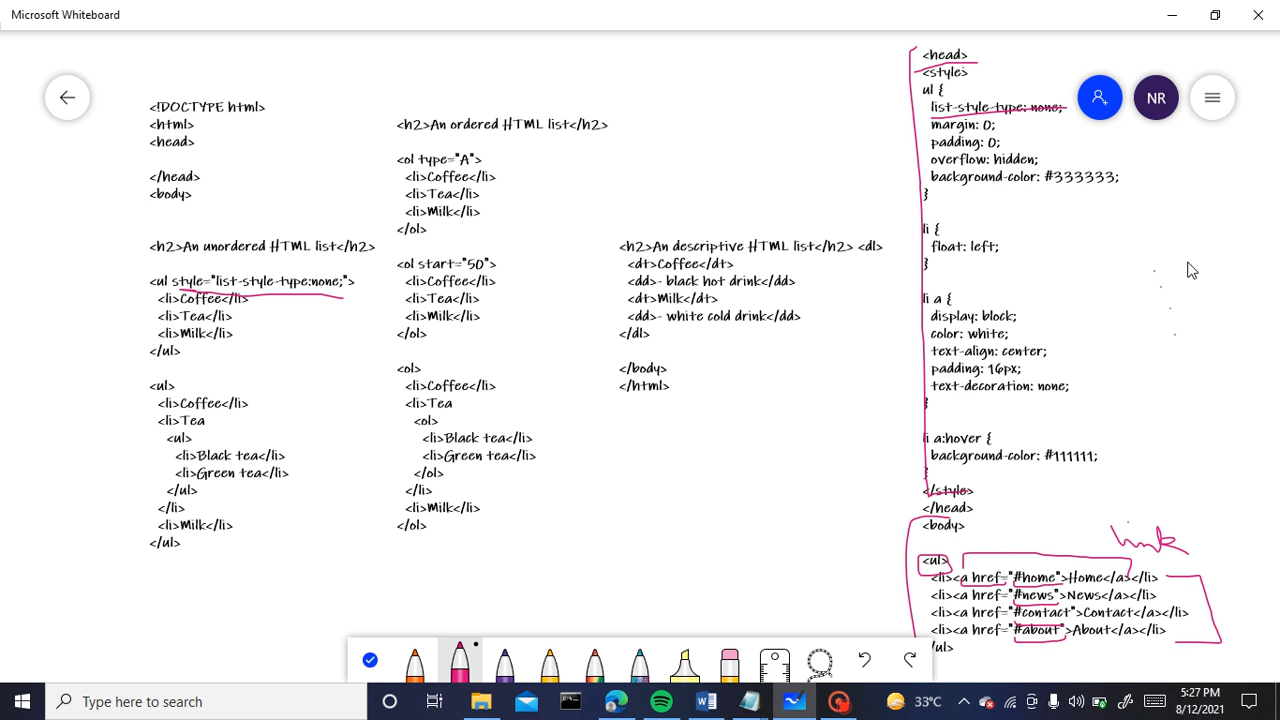 Microsoft Whiteboard
NR
<!DOCTYPE html>
<html>
<head>
</head>
<body>
<h2>An unordered HTML list</h2>
<ul style="list-style-type:none;">
<li>Coffee</li>
<li>Tea</li>
<li>Milk</li>
</ul>
<ul>
<li>Coffee</li>
<li>Tea
<ul>
<li>Black tea</li>
<li>Green tea</li>
</ul>
</li>
<li>Milk</li>
</ul>
<h2>An ordered HTML list</h2>
<ol type="A">
<li>Coffee</li>
<li>Tea</li>
<li>Milk</li>
</ol>
<ol start="50">
<li>Coffee</li>
<li>Tea</li>
<li>Milk</li>
</ol>
<ol>
<li>Coffee</li>
<li>Tea
<ol>
<li>Black tea</li>
<li>Green tea</li>
</ol>
</li>
<li>Milk</li>
</ol>
<h2>An descriptive HTML list</h2> <dl>
<dt>Coffee</dt>
<dd>- black hot drink</dd>
<dt>Milk</dt>
<dd>- white cold drink</dd>
</dl>
</body>
</html>
<head>
<style>
ul {
list-style-type: none;
margin: 0;
padding: 0;
overflow: hidden;
background-color: #333333;
}
li {
float: left;
}
li a {
display: block;
color: white;
text-align: center;
padding: 16px;
text-decoration: none;
}
li a:hover {
background-color: #111111;
}
</style>
</head>
<body>
link
<ul>
<li><a href="#home">Home</a></li>
<li><a href="#news">News</a></li>
<li><a href="#contact">Contact</a></li>
<li><a href="#about">About</a></li>
</ul>
Type here to search
33°C
5:27 PM
8/12/2021